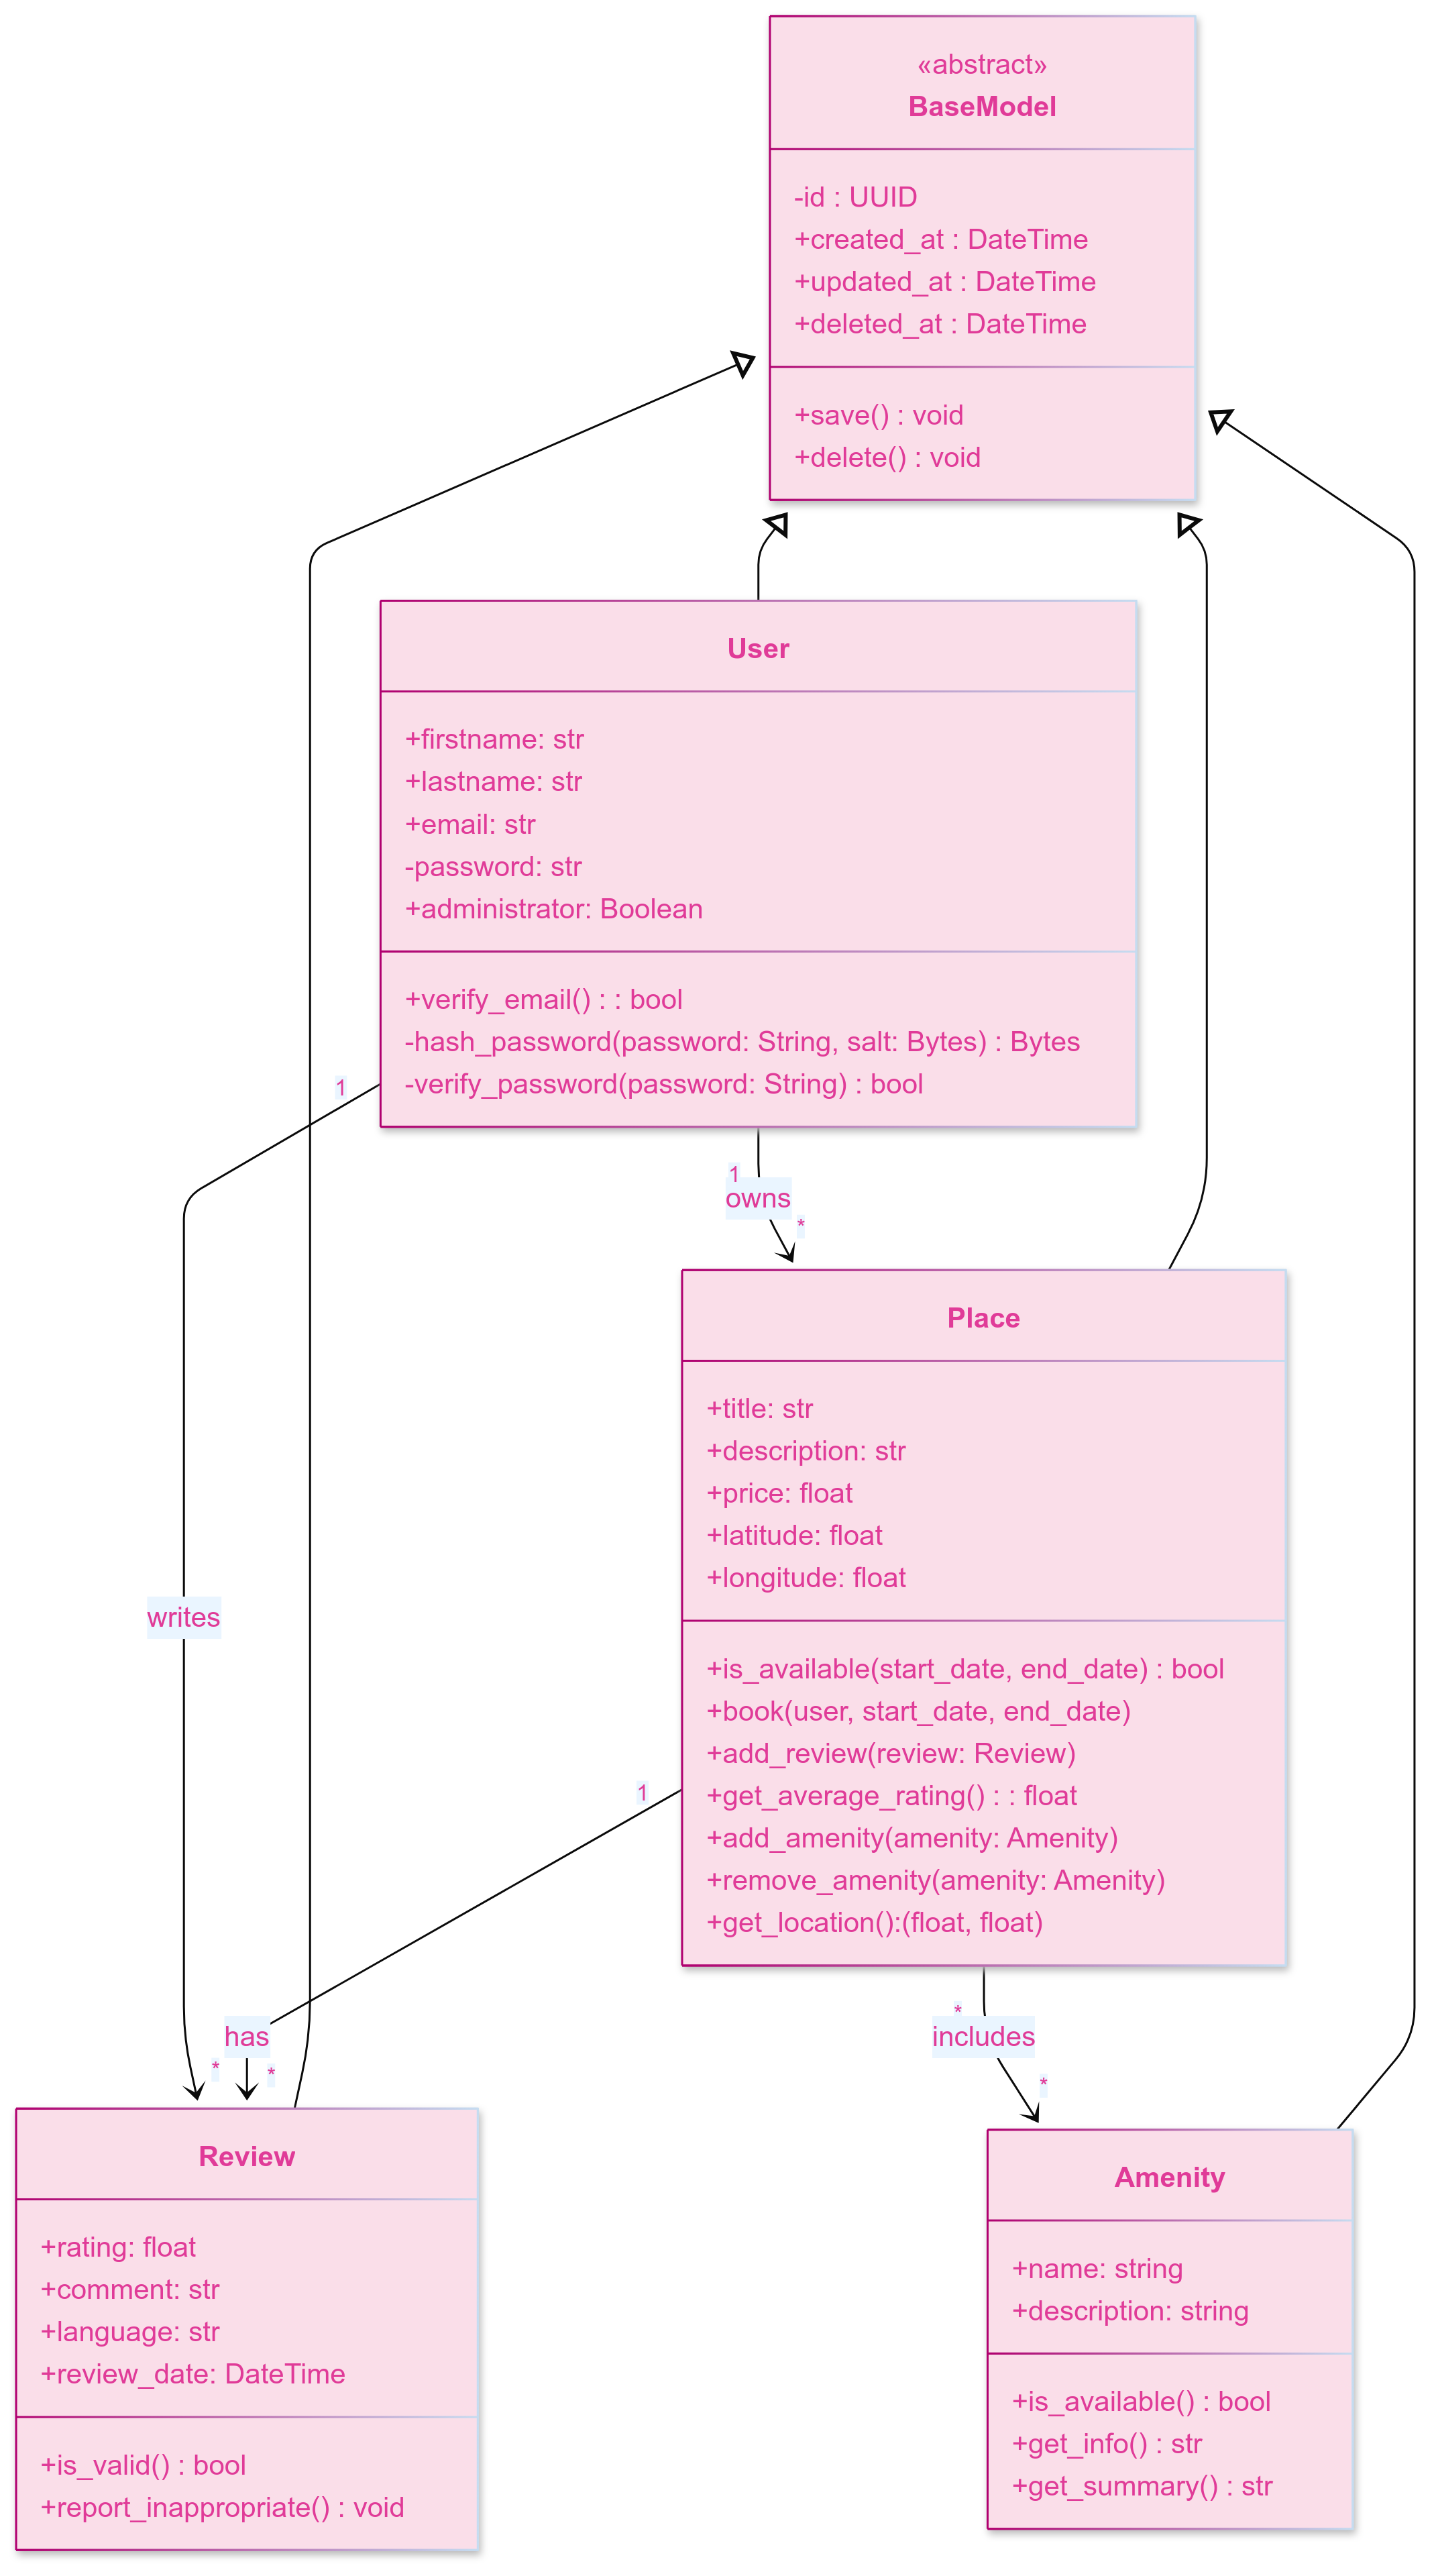 «abstract»
BaseModel
-id : UUID
+created_at : DateTime
+updated_at : DateTime
+deleted_at : DateTime
+save() : void
+delete() : void
User
+firstname: str
+lastname: str
+email: str
-password: str
+administrator: Boolean
+verify_email() : : bool
-hash_password(password: String, salt: Bytes) : Bytes
-verify_password(password: String) : bool
1
1
owns
*
Place
+title: str
+description: str
+price: float
+latitude: float
+longitude: float
writes
+is_available(start_date, end_date) : bool
+book(user, start_date, end_date)
+add_review(review: Review)
+get_average_rating() : : float
+add_amenity(amenity: Amenity)
+remove_amenity(amenity: Amenity)
+get_location():(float, float)
1
has
*
*
*
includes
*
Review
+rating: float
+comment: str
+language: str
+review_date: DateTime
+is_valid() : bool
+report_inappropriate() : void
Amenity
+name: string
+description: string
+is_available() : bool
+get_info() : str
+get_summary() : str